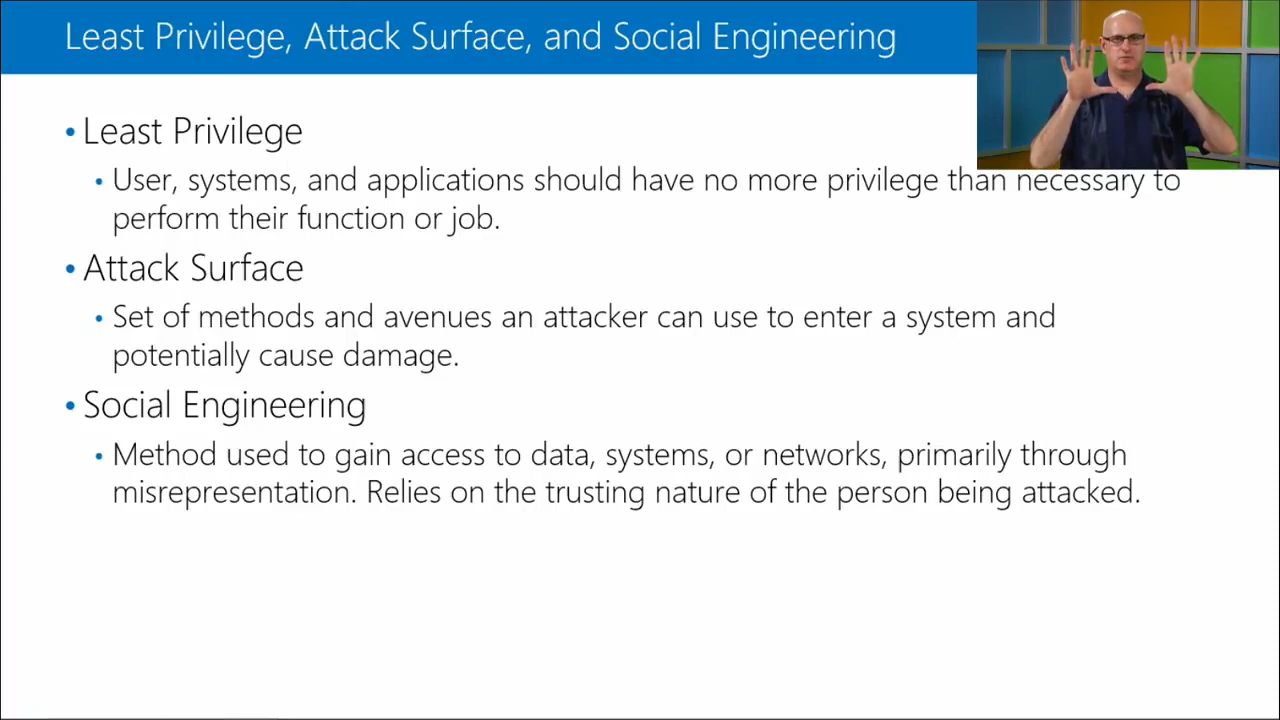 Least Privilege, Attack Surface, and Social Engineering
• Least Privilege
• User, systems, and applications should have no more privilege than necessary to
perform their function or job.
• Attack Surface
• Set of methods and avenues an attacker can use to enter a system and
potentially cause damage.
• Social Engineering
• Method used to gain access to data, systems, or networks, primarily through
misrepresentation. Relies on the trusting nature of the person being attacked.